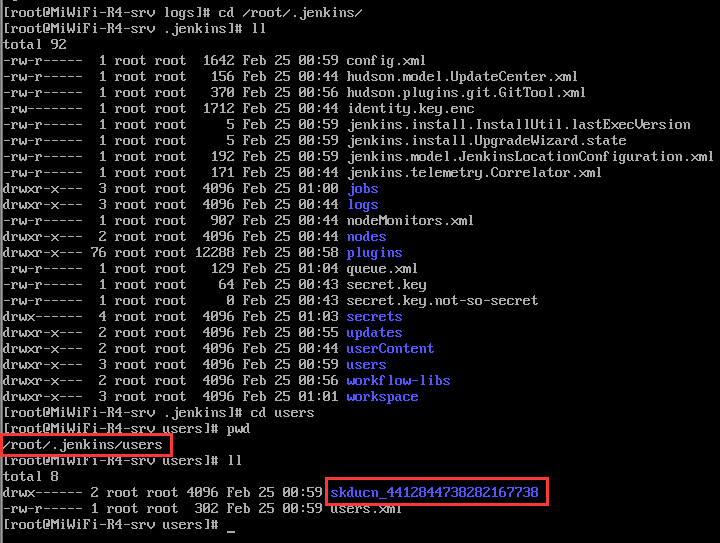 [root@MiWiFi-R4-srv logs]# cd /root/.jenkins/
[root@MiWiFi-R4-srv .jenkins]# ll
total 92
-rw-r----- 1 root root 1642 Feb 25 00:59 config.xml
-rw-r----- 1 root root 156 Feb 25 00:44 hudson.model.UpdateCenter.xml
-rw-r----- 1 root root 370 Feb 25 00:56 hudson.plugins.git.GitTool.xml
-rw------- 1 root root 1712 Feb 25 00:44 identity.key.enc
-rw-r----- 1 root root 5 Feb 25 00:59 jenkins.install.InstallUtil.lastExecVersion
-rw-r----- 1 root root 5 Feb 25 00:59 jenkins.install.UpgradeWizard.state
-rw-r----- 1 root root 192 Feb 25 00:59 jenkins.model.JenkinsLocationConfiguration.xml
-rw-r----- 1 root root 171 Feb 25 00:44 jenkins.telemetry.Correlator.xml
drwxr-x--- 3 root root 4096 Feb 25 01:00 jobs
drwxr-x--- 3 root root 4096 Feb 25 00:44 logs
-rw-r----- 1 root root 907 Feb 25 00:44 nodeMonitors.xml
drwxr-x--- 2 root root 4096 Feb 25 00:44 nodes
drwxr-x--- 76 root root 12288 Feb 25 00:58 plugins
-rw-r----- 1 root root 129 Feb 25 01:04 queue.xml
-rw-r----- 1 root root 64 Feb 25 00:43 secret.key
-rw-r----- 1 root root 0 Feb 25 00:43 secret.key.not-so-secret
drwx------ 4 root root 4096 Feb 25 01:03 secrets
drwxr-x--- 2 root root 4096 Feb 25 00:55 updates
drwxr-x--- 2 root root 4096 Feb 25 00:44 userContent
drwxr-x--- 3 root root 4096 Feb 25 00:59 users
drwxr-x--- 2 root root 4096 Feb 25 00:56 workflow-libs
drwxr-x--- 3 root root 4096 Feb 25 01:01 workspace
[root@MiWiFi-R4-srv .jenkins]# cd users
[root@MiWiFi-R4-srv users]# pwd
/root/.jenkins/users
[root@MiWiFi-R4-srv users]# ll
total 8
drwx------ 2 root root 4096 Feb 25 00:59 skducn_4412844738282167738
-rw-r----- 1 root root 302 Feb 25 00:59 users.xml
[root@MiWiFi-R4-srv users]# _